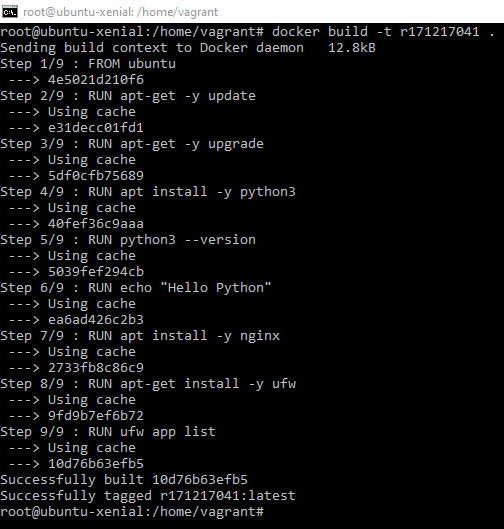 root@ubuntu-xenial: /home/vagrant
root@ubuntu-xenial:/home/vagrant# docker build -t r171217041 .
Sending build context to Docker daemon   12.8kB
Step 1/9 : FROM ubuntu
 ---> 4e5021d210f6
Step 2/9 : RUN apt-get -y update
 ---> Using cache
 ---> e31decc01fd1
Step 3/9 : RUN apt-get -y upgrade
 ---> Using cache
 ---> 5df0cfb75689
Step 4/9 : RUN apt install -y python3
 ---> Using cache
 ---> 40fef36c9aaa
Step 5/9 : RUN python3 --version
 ---> Using cache
 ---> 5039fef294cb
Step 6/9 : RUN echo "Hello Python"
 ---> Using cache
 ---> ea6ad426c2b3
Step 7/9 : RUN apt install -y nginx
 ---> Using cache
 ---> 2733fb8c86c9
Step 8/9 : RUN apt-get install -y ufw
 ---> Using cache
 ---> 9fd9b7ef6b72
Step 9/9 : RUN ufw app list
 ---> Using cache
 ---> 10d76b63efb5
Successfully built 10d76b63efb5
Successfully tagged r171217041:latest
root@ubuntu-xenial:/home/vagrant#